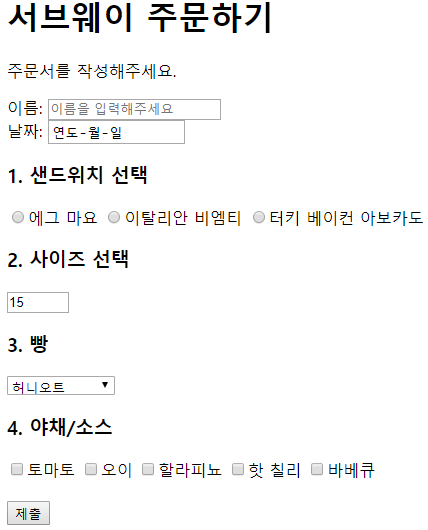 서브웨이 주문하기
주문서를 작성해주세요.
이름: 이름을 입력해주세요
날짜: 연도-월-일
1. 샌드위치 선택
에그 마요 이탈리안 비엠티 터키 베이컨 아보카도
2. 사이즈 선택
15
3. 빵
허니오트
4. 야채/소스
토마토 오이 할라피뇨 핫 칠리 바베큐
제출